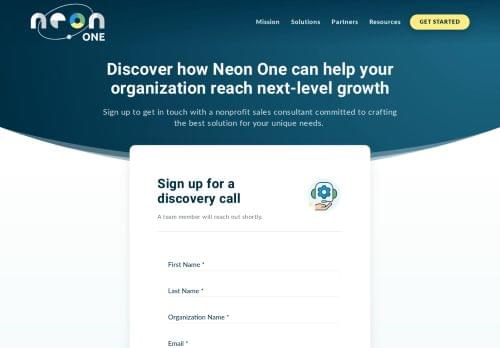 neon
ONE
Mission Solutions Partners Resources GET STARTED
Discover how Neon One can help your
organization reach next-level growth
Sign up to get in touch with a nonprofit sales consultant committed to crafting
the best solution for your unique needs.
Sign up for a
discovery call
A team member will reach out shortly.
First Name *
Last Name *
Organization Name *
Email *